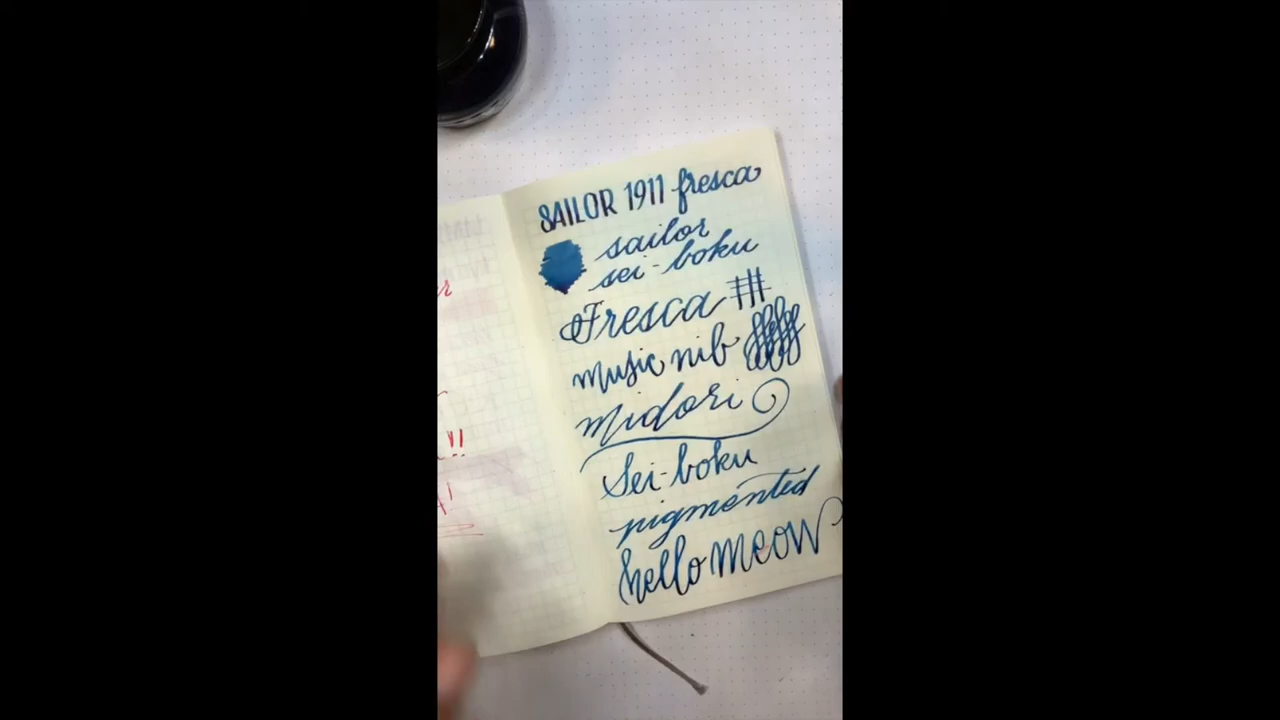 SAILOR 1911 fresca
sailor
sei-boku
Fresca
music nib
midori
Sei-boku
pigmented
hello meow